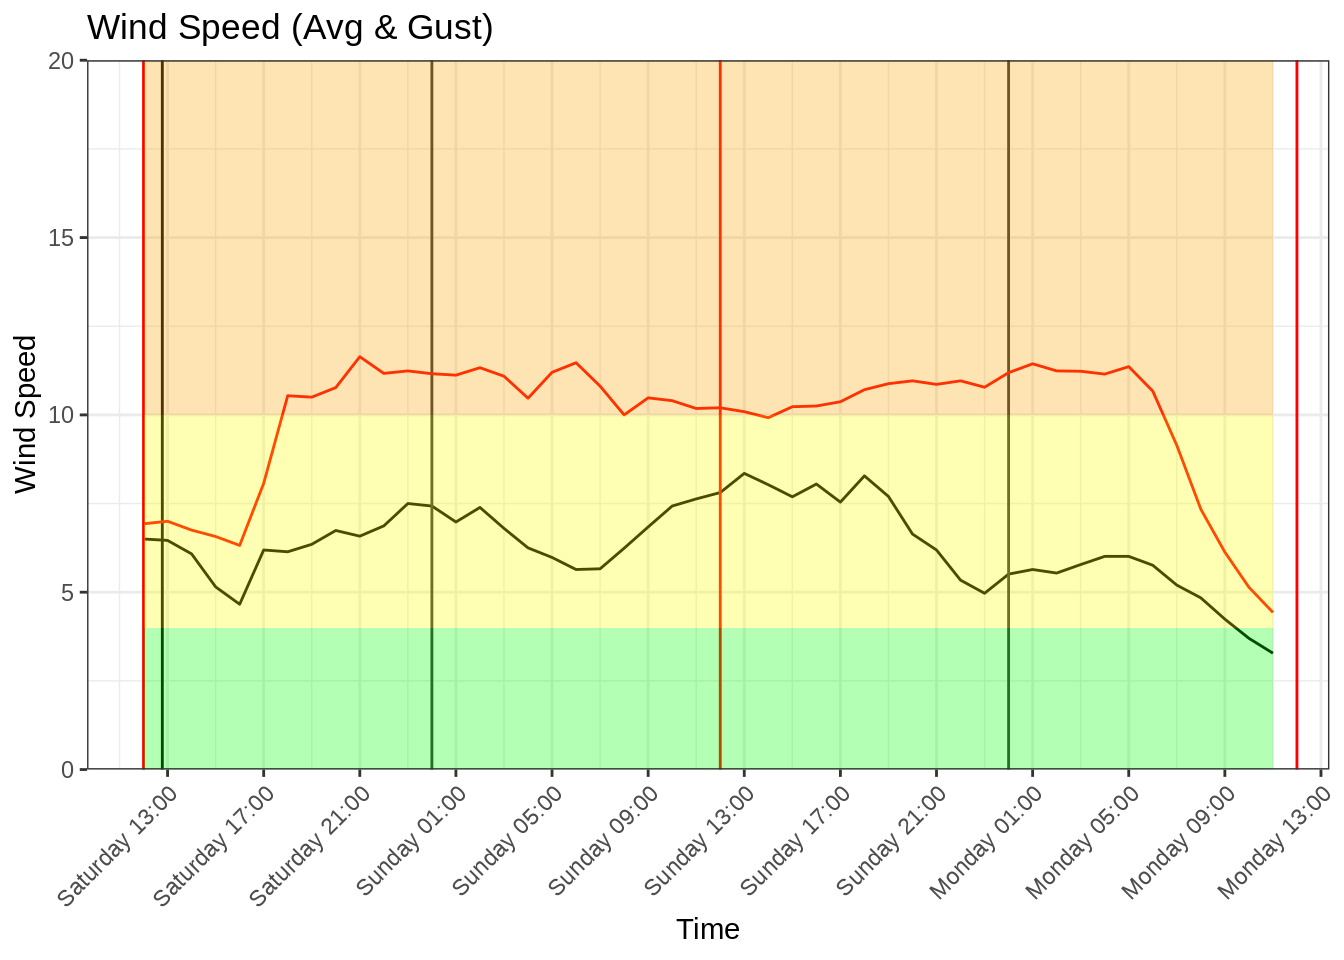 Wind Speed (Avg & Gust)
20
15
10
5
0
Wind Speed
Saturday 13:00
Saturday 17:00
Saturday 21:00
Sunday 01:00
Sunday 05:00
Sunday 09:00
Sunday 13:00
Sunday 17:00
Sunday 21:00
Monday 01:00
Monday 05:00
Monday 09:00
Monday 13:00
Time